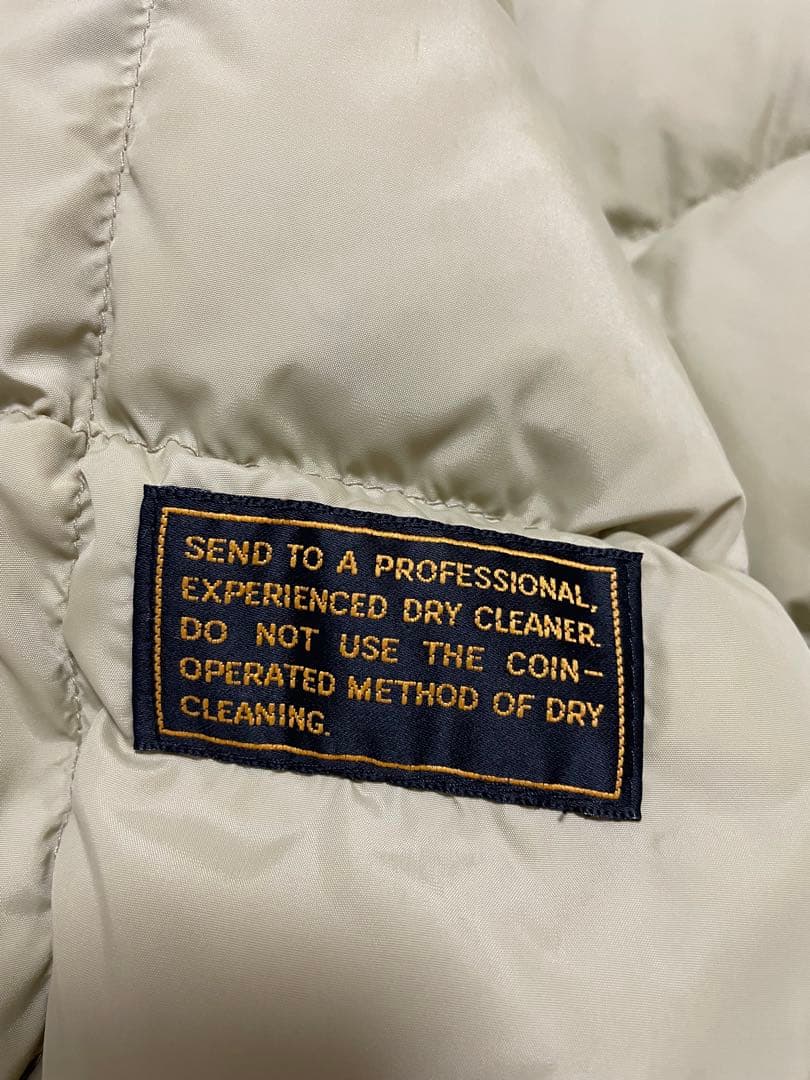 SEND TO A PROFESSIONAL,
EXPERIENCED DRY CLEANER.
DO NOT USE THE COIN-
OPERATED METHOD OF DRY
CLEANING.